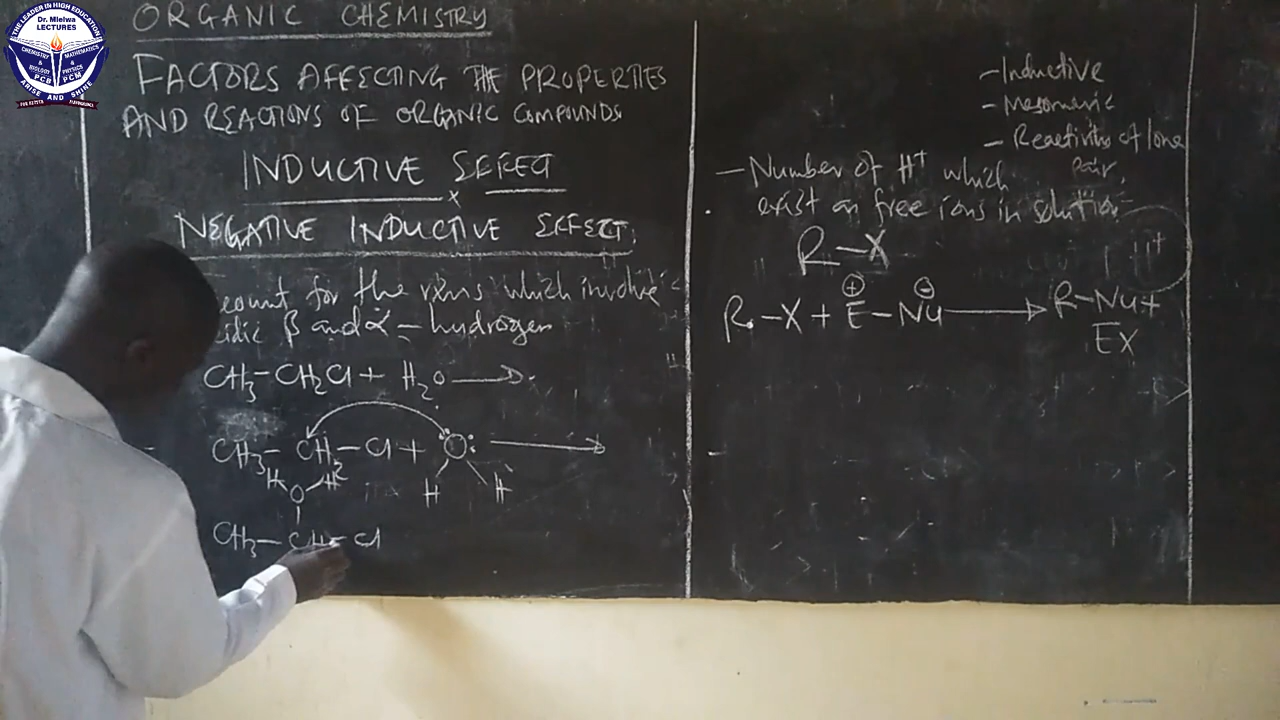 THE LEADER IN HIGH EDUCATION
Dr. Mlelwa
LECTURES
CHEMISTRY & BIOLOGY
MATHEMATICS & PHYSICS
PCB PCM
ARISE AND SHINE
ORGANIC CHEMISTRY
FACTORS AFFECTING THE PROPERTIES
AND REACTIONS OF ORGANIC COMPOUNDS
INDUCTIVE EFFECT
x
NEGATIVE INDUCTIVE EFFECT
count for the rxns which involve
idic β and α – hydrogen
CH3-CH2Cl + H2O →
CH3 - CH2 - Cl + O →
H H
H O H
CH3 - CH - Cl
- Inductive
- Mesomeric
- Reactivity of lone
pair.
- Number of H+ which
exist as free ions in solution
H+
R-X
⊕ ⊖
R - X + E - Nu → R-Nu +
EX